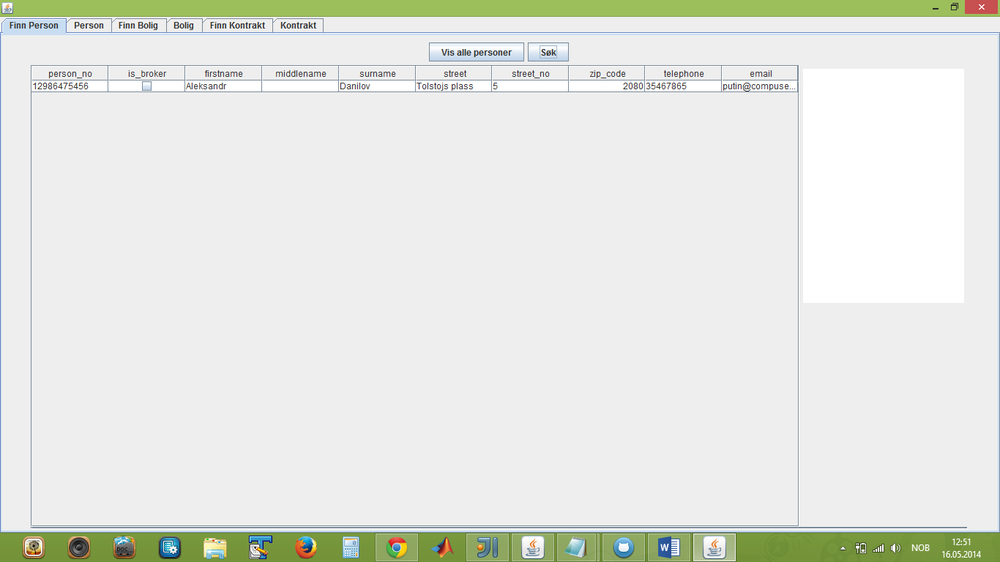 Finn Person Person Finn Bolig Bolig Finn Kontrakt Kontrakt
Vis alle personer Søk
person_no is_broker firstname middlename surname street street_no zip_code telephone email
12986475456 Aleksandr Danilov Tolstojs plass 5 2080 35467865 putin@compuse...
DOC
NOB
12:51
16.05.2014